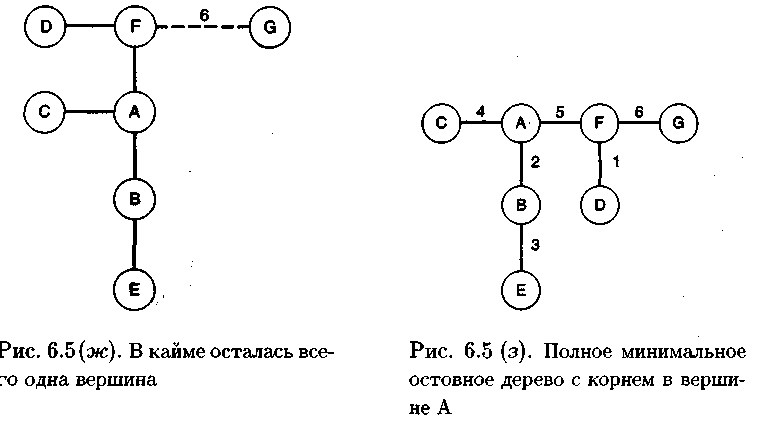 D F 6 G
C A
B
E
Рис. 6.5(ж). В кайме осталась все-
го одна вершина
C 4 A 5 F 6 G
2 1
B D
3
E
Рис. 6.5 (з). Полное минимальное
остовное дерево с корнем в верши-
не A